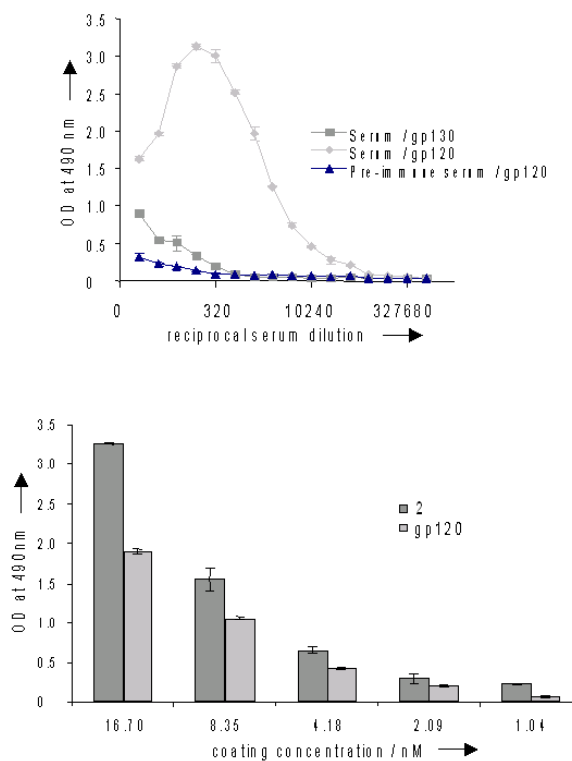 3.5
3.0
2.5
2.0
1.5
1.0
0.5
0
OD at 490 nm
Serum /gp130
Serum /gp120
Pre-immune serum /gp120
0 320 10240 327680
reciprocal serum dilution
3.5
3.0
2.5
2.0
1.5
1.0
0.5
0
OD at 490nm
2
gp120
16.70 8.35 4.18 2.09 1.04
coating concentration / nM